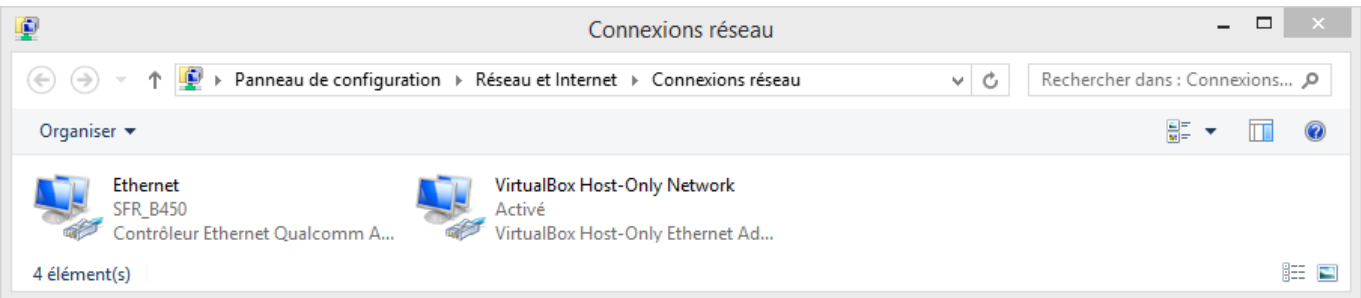 Connexions réseau
Panneau de configuration Réseau et Internet Connexions réseau
Rechercher dans : Connexions...
Organiser
Ethernet
SFR_B450
Contrôleur Ethernet Qualcomm A...
VirtualBox Host-Only Network
Activé
VirtualBox Host-Only Ethernet Ad...
4 élément(s)